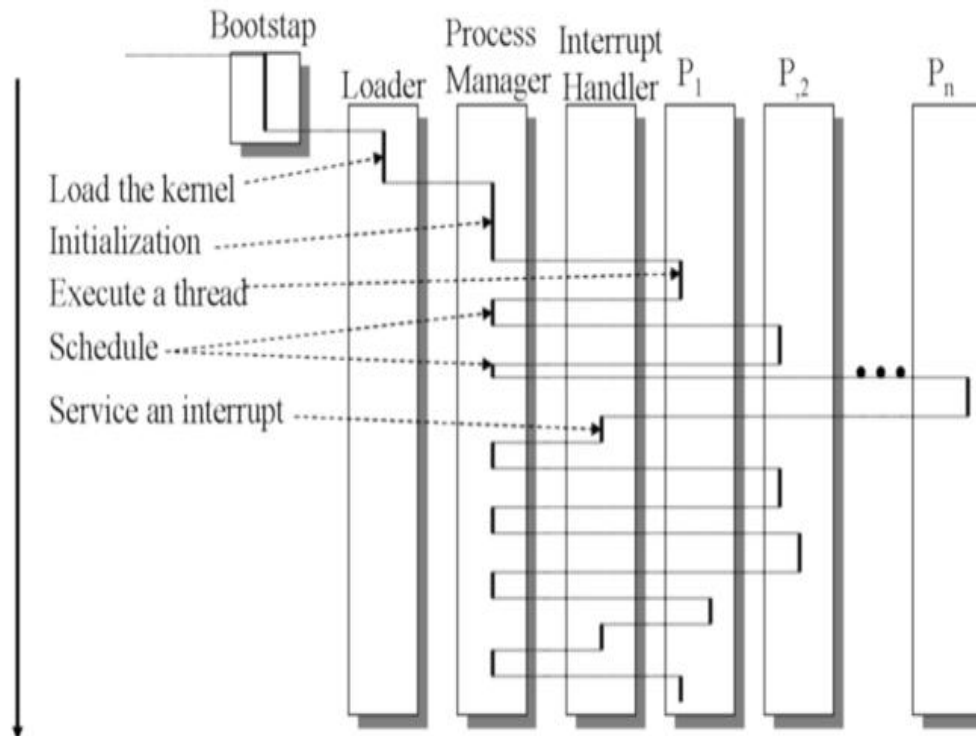 Bootstap
Loader
Process
Manager
Interrupt
Handler
P1
P,2
Pn
Load the kernel
Initialization
Execute a thread
Schedule
Service an interrupt